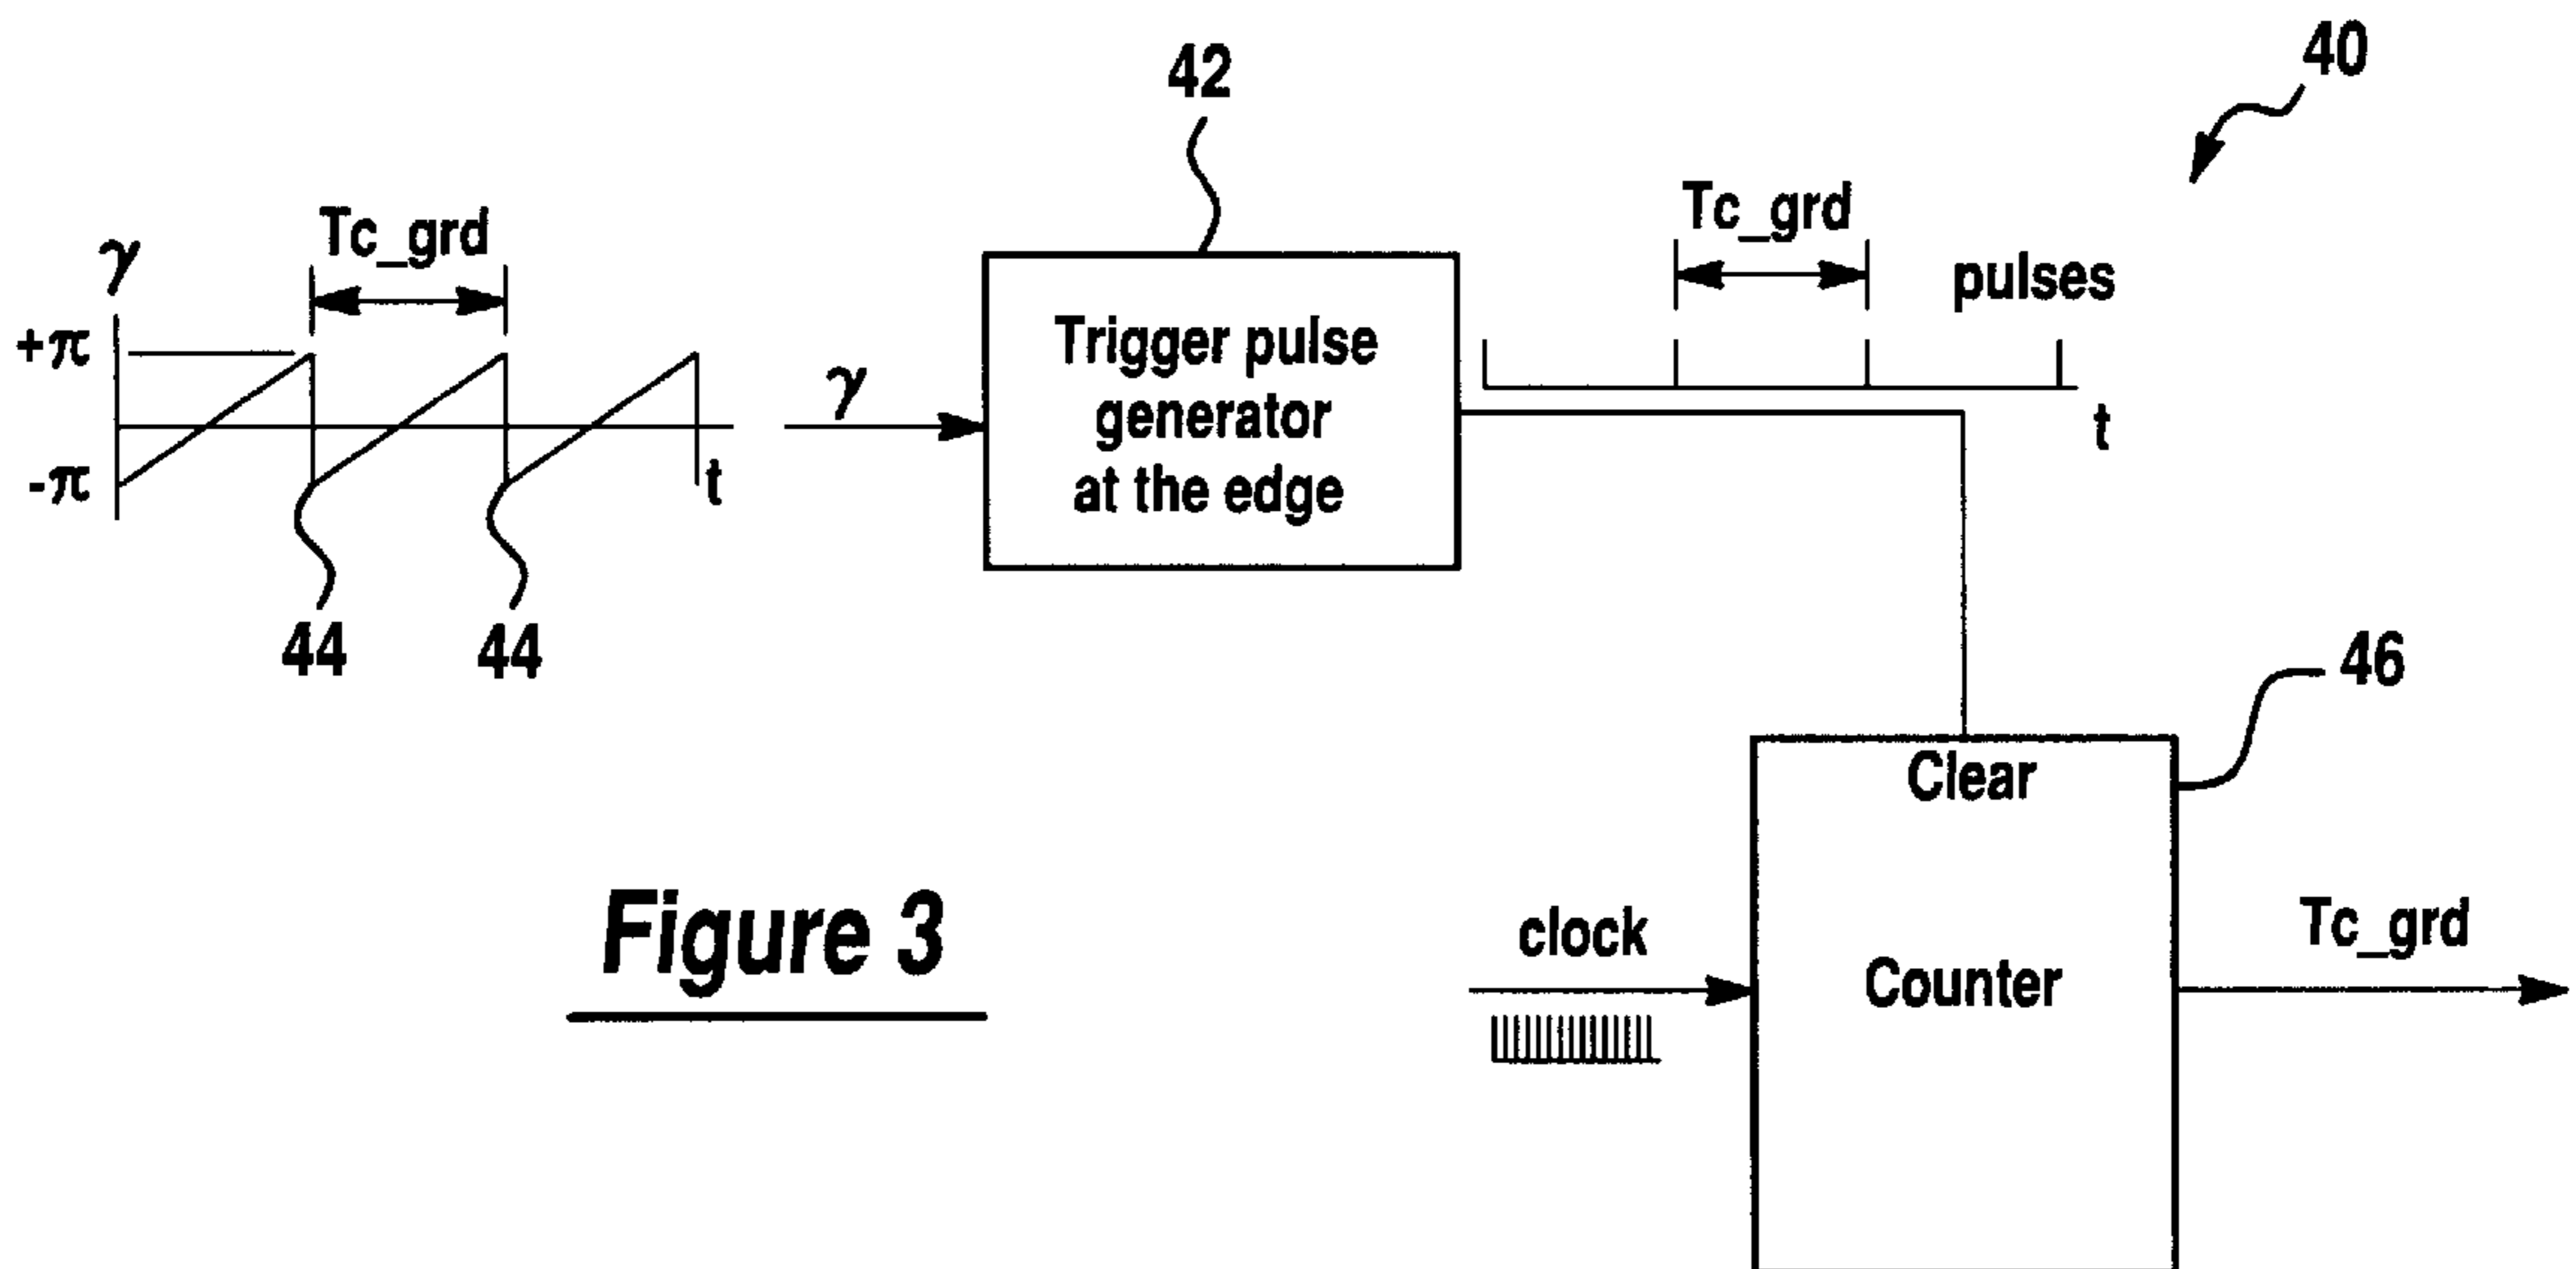 40
42
Tc_grd
γ
+π
-π
t
44
44
γ
Trigger pulse
generator
at the edge
Tc_grd
pulses
t
46
Clear
Counter
clock
Tc_grd
Figure 3